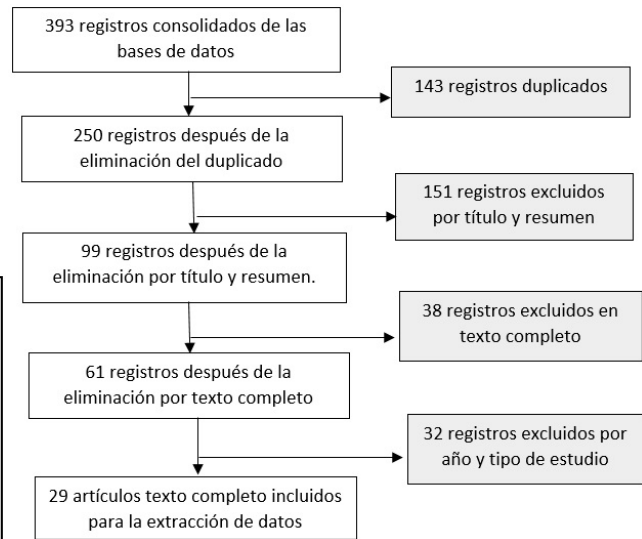 393 registros consolidados de las
bases de datos
143 registros duplicados
250 registros después de la
eliminación del duplicado
151 registros excluidos
por título y resumen
99 registros después de la
eliminación por título y resumen.
38 registros excluidos en
texto completo
61 registros después de la
eliminación por texto completo
32 registros excluidos por
año y tipo de estudio
29 artículos texto completo incluidos
para la extracción de datos